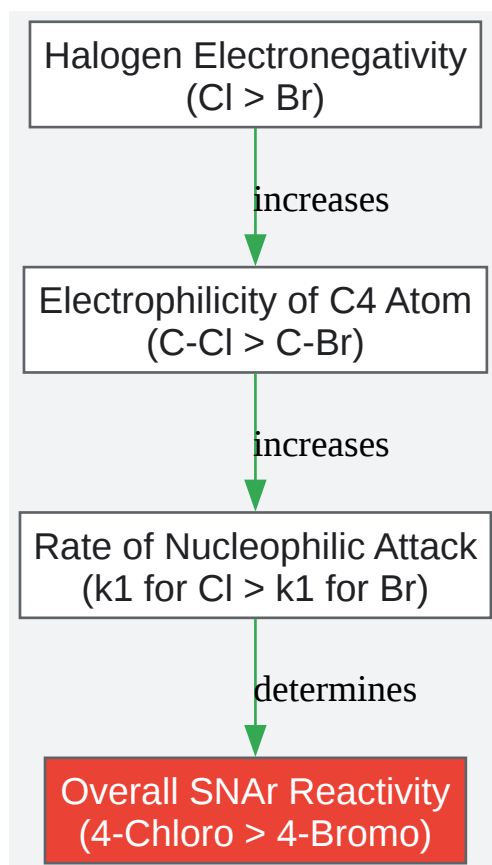 Halogen Electronegativity
(Cl > Br)
increases
Electrophilicity of C4 Atom
(C-Cl > C-Br)
increases
Rate of Nucleophilic Attack
(k1 for Cl > k1 for Br)
determines
Overall SNAr Reactivity
(4-Chloro > 4-Bromo)